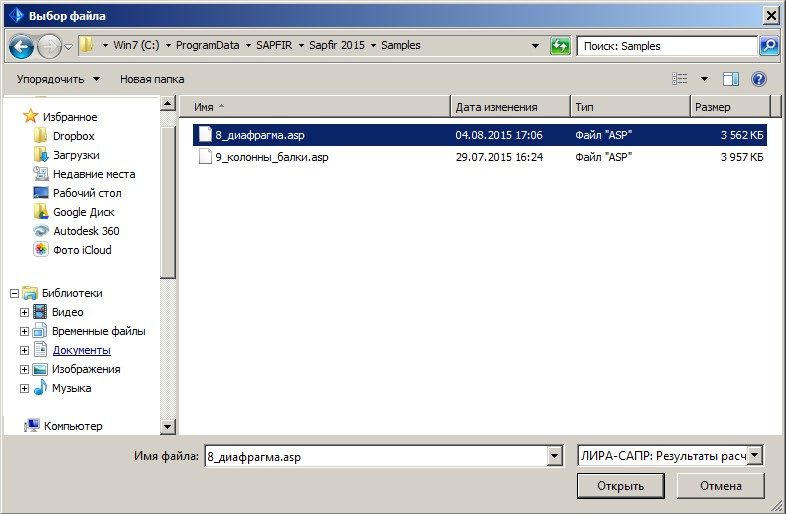 Выбор файла
Win7 (C:) ProgramData SAPFIR Sapfir 2015 Samples
Поиск: Samples
Упорядочить Новая папка
Имя Дата изменения Тип Размер
8_диафрагма.asp 04.08.2015 17:06 Файл "ASP" 3 562 КБ
9_колонны_балки.asp 29.07.2015 16:24 Файл "ASP" 3 957 КБ
Избранное
Dropbox
Загрузки
Недавние места
Рабочий стол
Google Диск
Autodesk 360
Фото iCloud
Библиотеки
Видео
Временные файлы
Документы
Изображения
Музыка
Компьютер
Имя файла: 8_диафрагма.asp ЛИРА-САПР: Результаты расч
Открыть Отмена